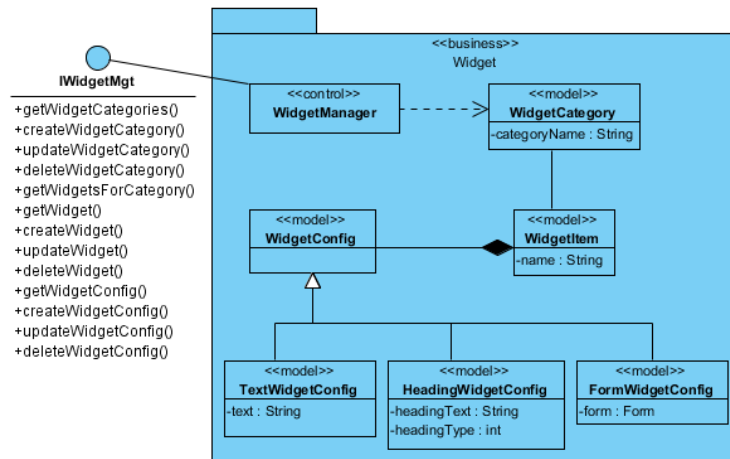 IWidgetMgt
+getWidgetCategories()
+createWidgetCategory()
+updateWidgetCategory()
+deleteWidgetCategory()
+getWidgetsForCategory()
+getWidget()
+createWidget()
+updateWidget()
+deleteWidget()
+getWidgetConfig()
+createWidgetConfig()
+updateWidgetConfig()
+deleteWidgetConfig()
<<business>>
Widget
<<control>>
WidgetManager
<<model>>
WidgetCategory
-categoryName : String
<<model>>
WidgetConfig
<<model>>
WidgetItem
-name : String
<<model>>
TextWidgetConfig
-text : String
<<model>>
HeadingWidgetConfig
-headingText : String
-headingType : int
<<model>>
FormWidgetConfig
-form : Form